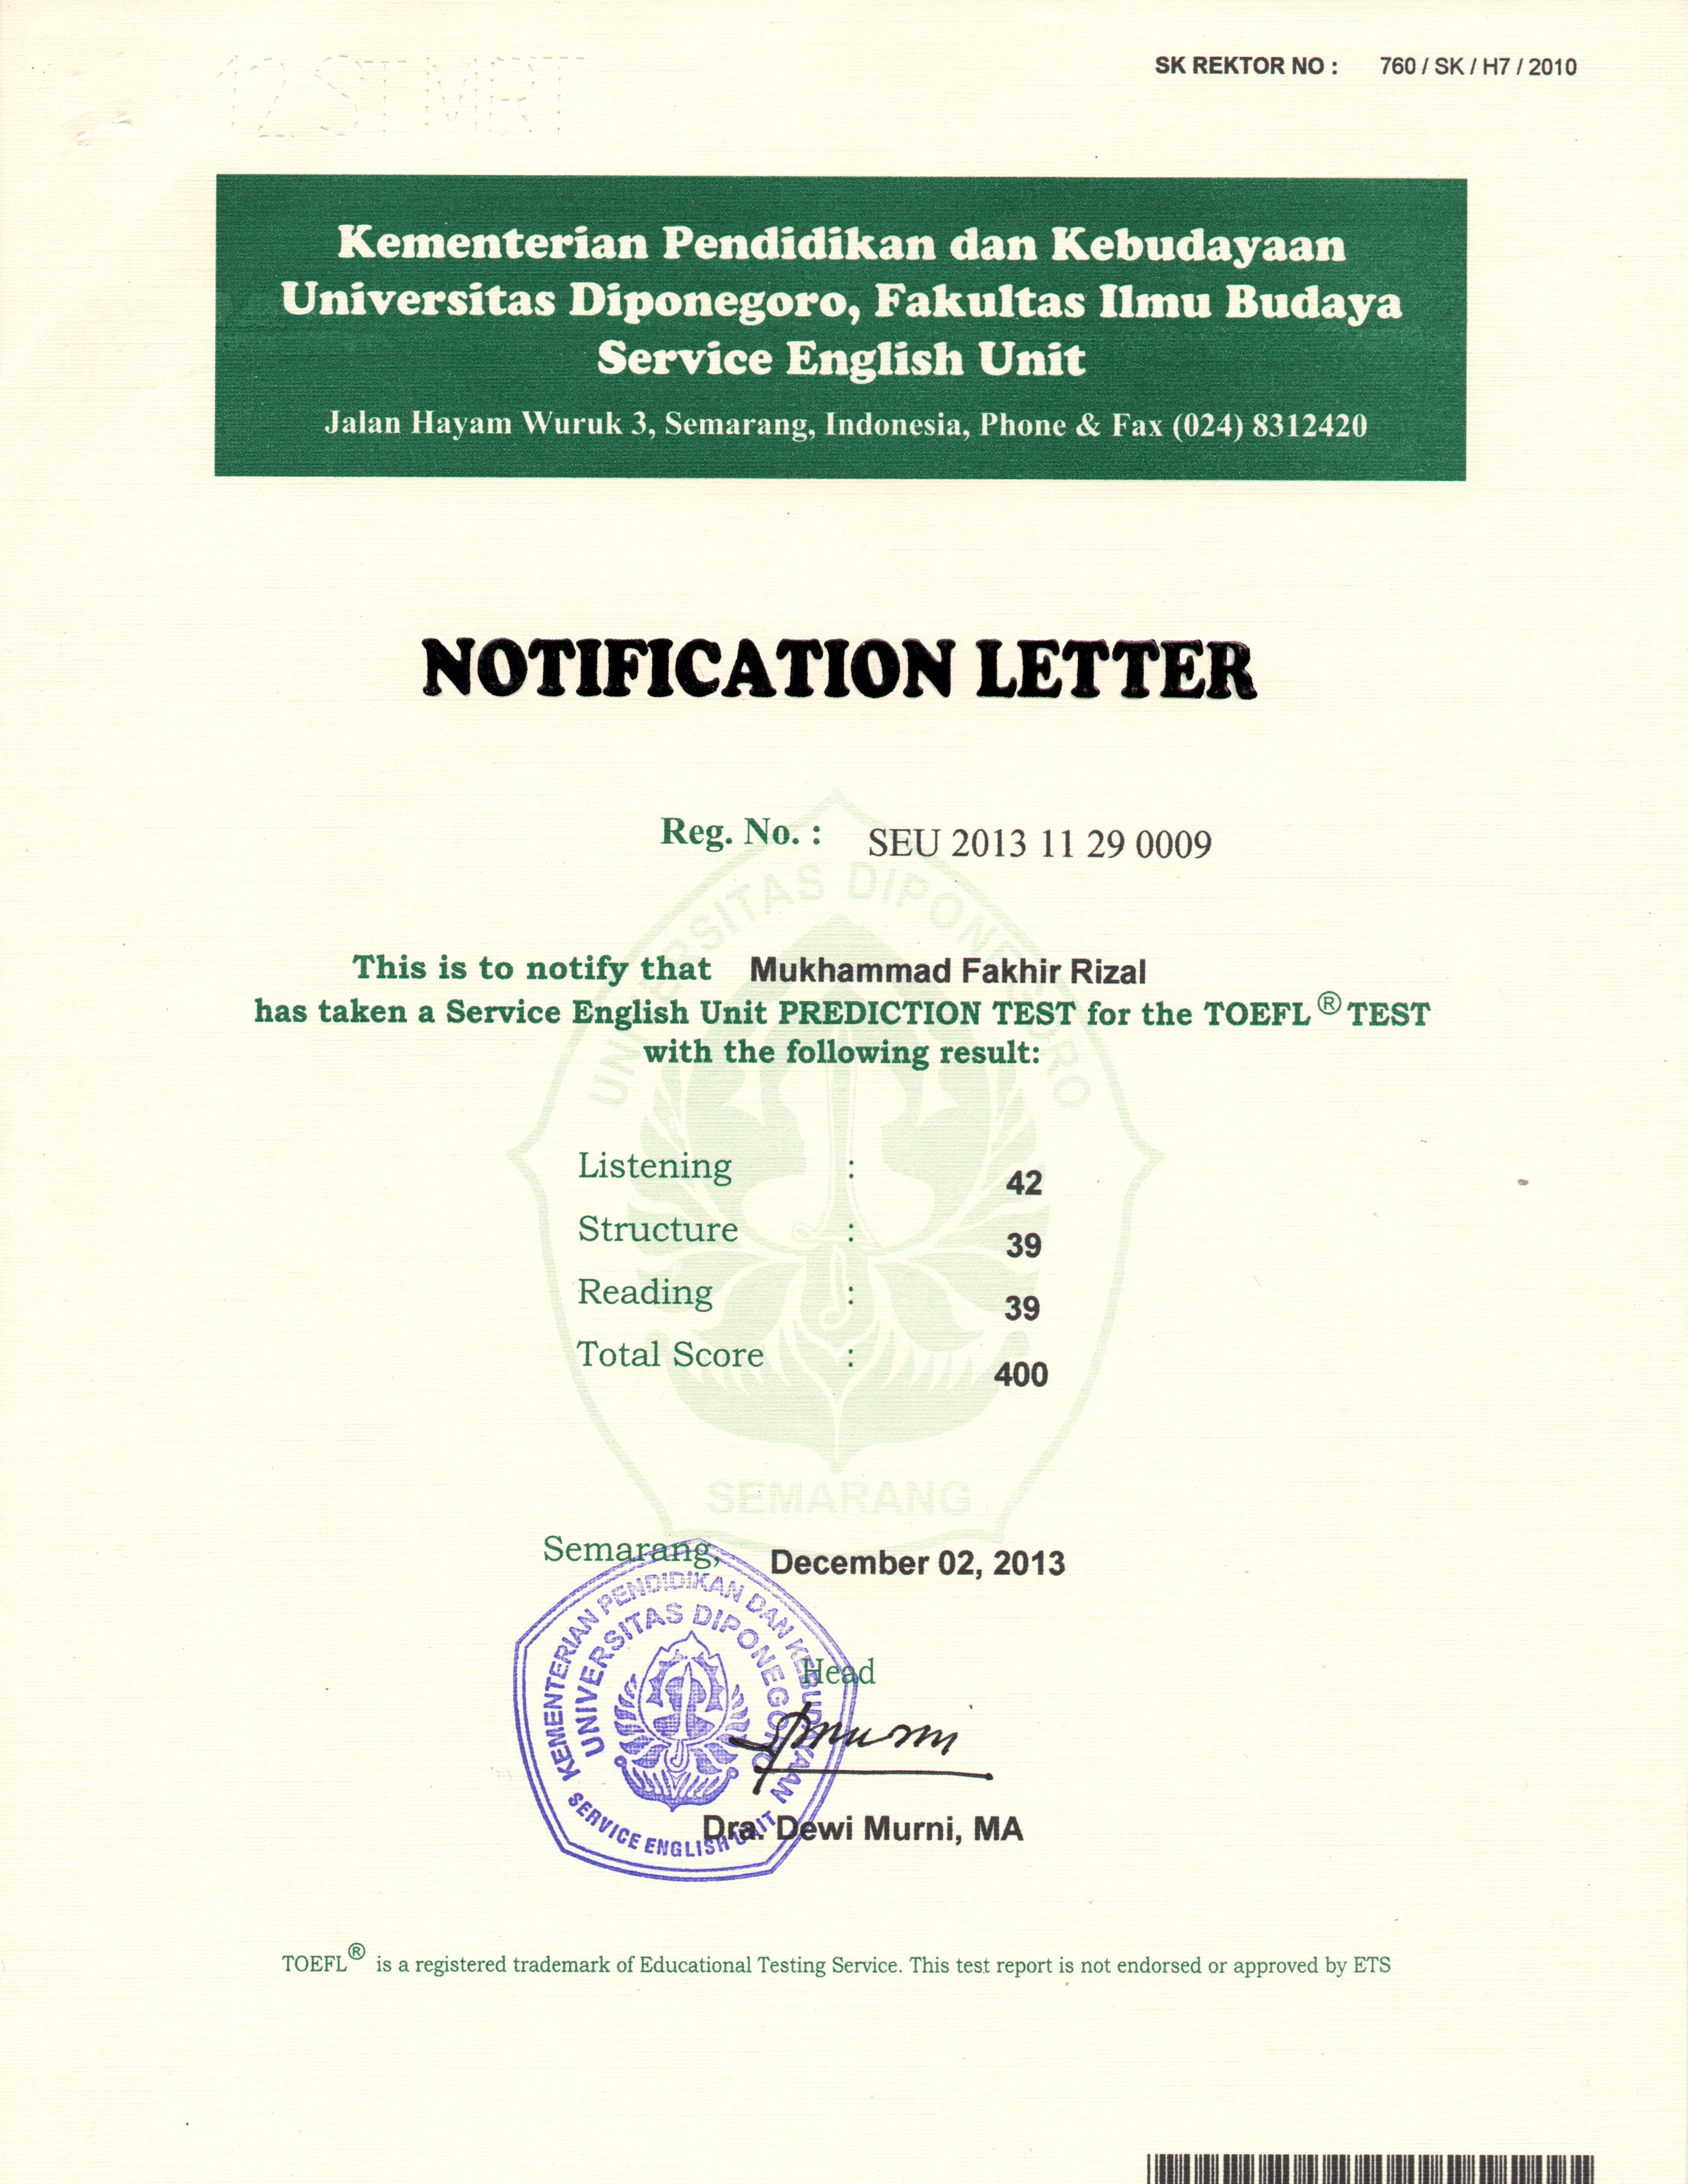 12 ST MRT
SK REKTOR NO : 760 / SK / H7 / 2010
Kementerian Pendidikan dan Kebudayaan
Universitas Diponegoro, Fakultas Ilmu Budaya
Service English Unit
Jalan Hayam Wuruk 3, Semarang, Indonesia, Phone & Fax (024) 8312420
NOTIFICATION LETTER
Reg. No. : SEU 2013 11 29 0009
UNIVERSITAS DIPONEGORO
This is to notify that Mukhammad Fakhir Rizal
has taken a Service English Unit PREDICTION TEST for the TOEFL ® TEST
with the following result:
Listening : 42
Structure : 39
Reading : 39
Total Score : 400
SEMARANG
Semarang, December 02, 2013
KEMENTERIAN PENDIDIKAN DAN KEBUDAYAAN
UNIVERSITAS DIPONEGORO
SERVICE ENGLISH UNIT
Head
Dra. Dewi Murni, MA
TOEFL ® is a registered trademark of Educational Testing Service. This test report is not endorsed or approved by ETS